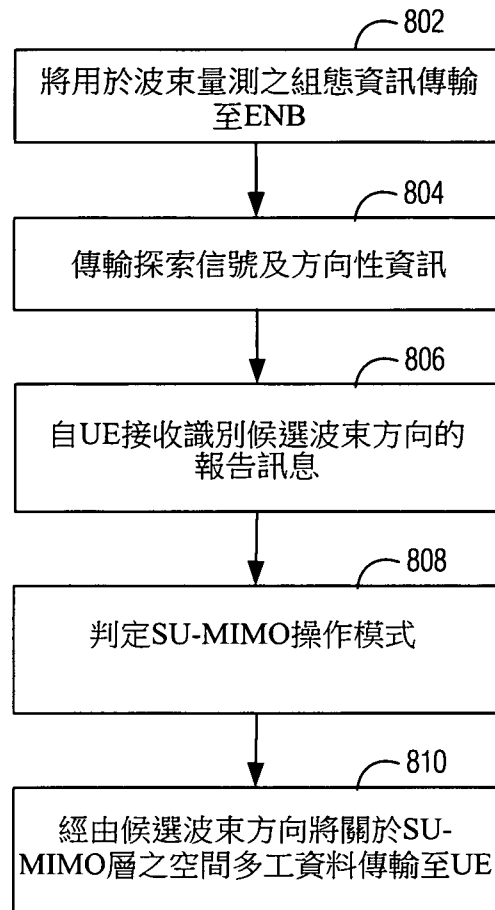 802
將用於波束量測之組態資訊傳輸
至ENB
804
傳輸探索信號及方向性資訊
806
自UE接收識別候選波束方向的
報告訊息
808
判定SU-MIMO操作模式
810
經由候選波束方向將關於SU-
MIMO層之空間多工資料傳輸至UE